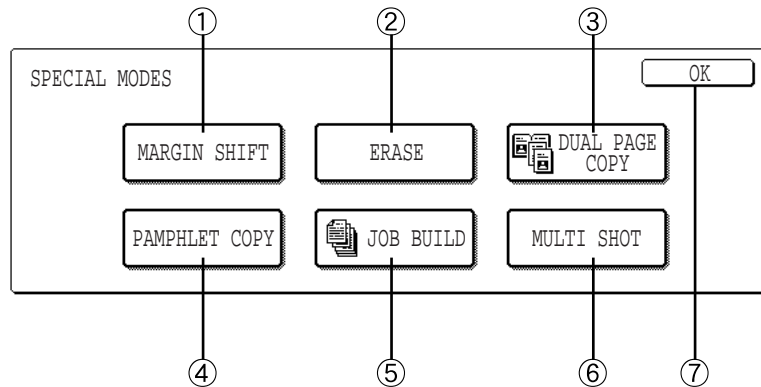 ① ② ③
SPECIAL MODES
OK
MARGIN SHIFT
ERASE
DUAL PAGE
COPY
PAMPHLET COPY
JOB BUILD
MULTI SHOT
④ ⑤ ⑥ ⑦